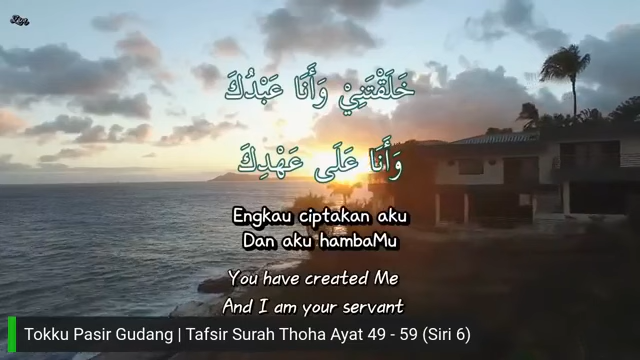 خَلَقْتَنِيْ وَأَنَا عَبْدُكَ
وَأَنَا عَلَى عَهْدِكَ
Engkau ciptakan aku
Dan aku hambaMu
You have created Me
And I am your servant
Tokku Pasir Gudang | Tafsir Surah Thoha Ayat 49 - 59 (Siri 6)